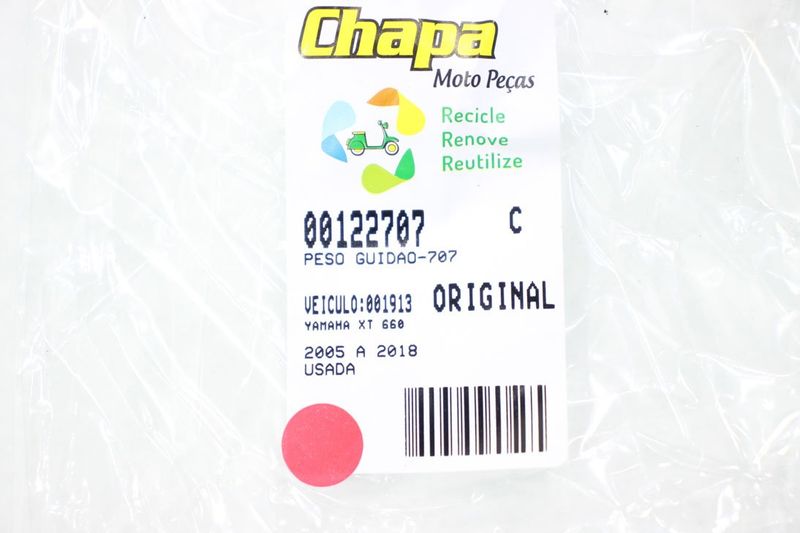 Chapa
Moto Peças
Recicle
Renove
Reutilize
00122707 C
PESO GUIDAO-707
VEICULO:001913 ORIGINAL
YAMAHA XT 660
2005 A 2018
USADA